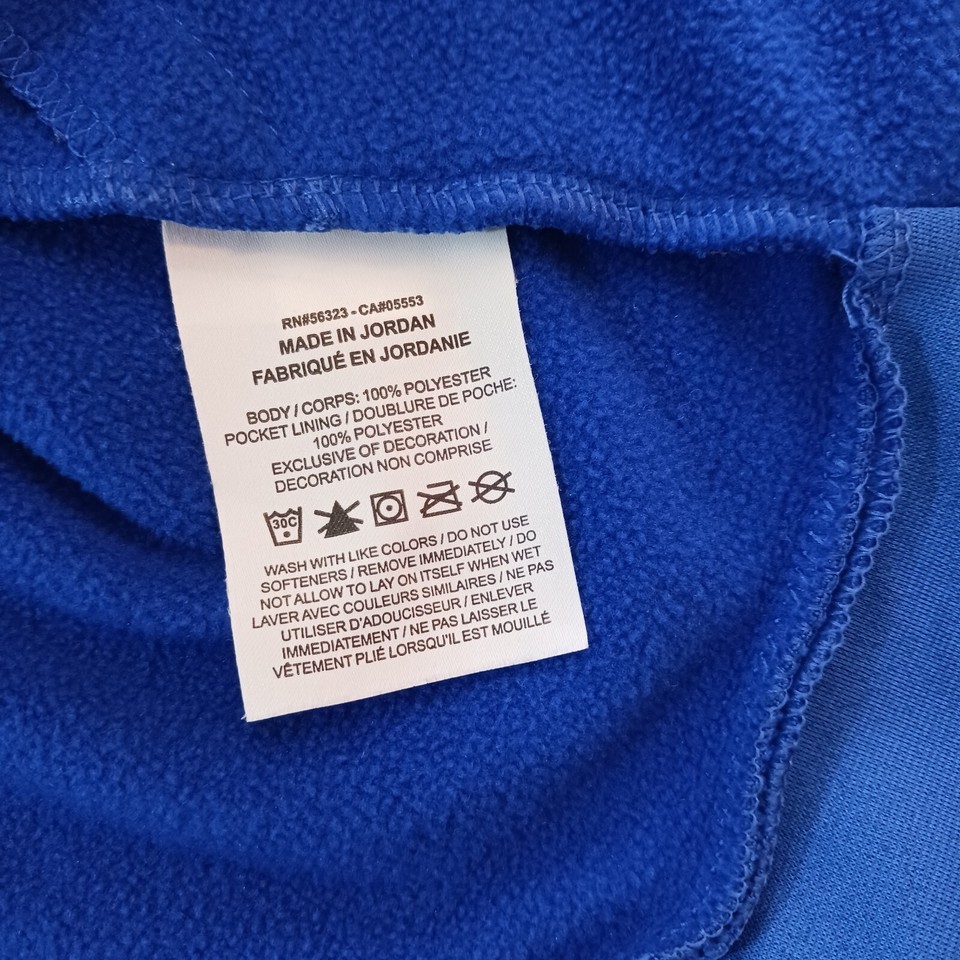 RN#56323 - CA#05553
MADE IN JORDAN
FABRIQUÉ EN JORDANIE
BODY / CORPS: 100% POLYESTER
POCKET LINING / DOUBLURE DE POCHE:
100% POLYESTER
EXCLUSIVE OF DECORATION /
DECORATION NON COMPRISE
30C
WASH WITH LIKE COLORS / DO NOT USE
SOFTENERS / REMOVE IMMEDIATELY / DO
NOT ALLOW TO LAY ON ITSELF WHEN WET
LAVER AVEC COULEURS SIMILAIRES / NE PAS
UTILISER D'ADOUCISSEUR / ENLEVER
IMMÉDIATEMENT / NE PAS LAISSER LE
VÊTEMENT PLIÉ LORSQU'IL EST MOUILLÉ